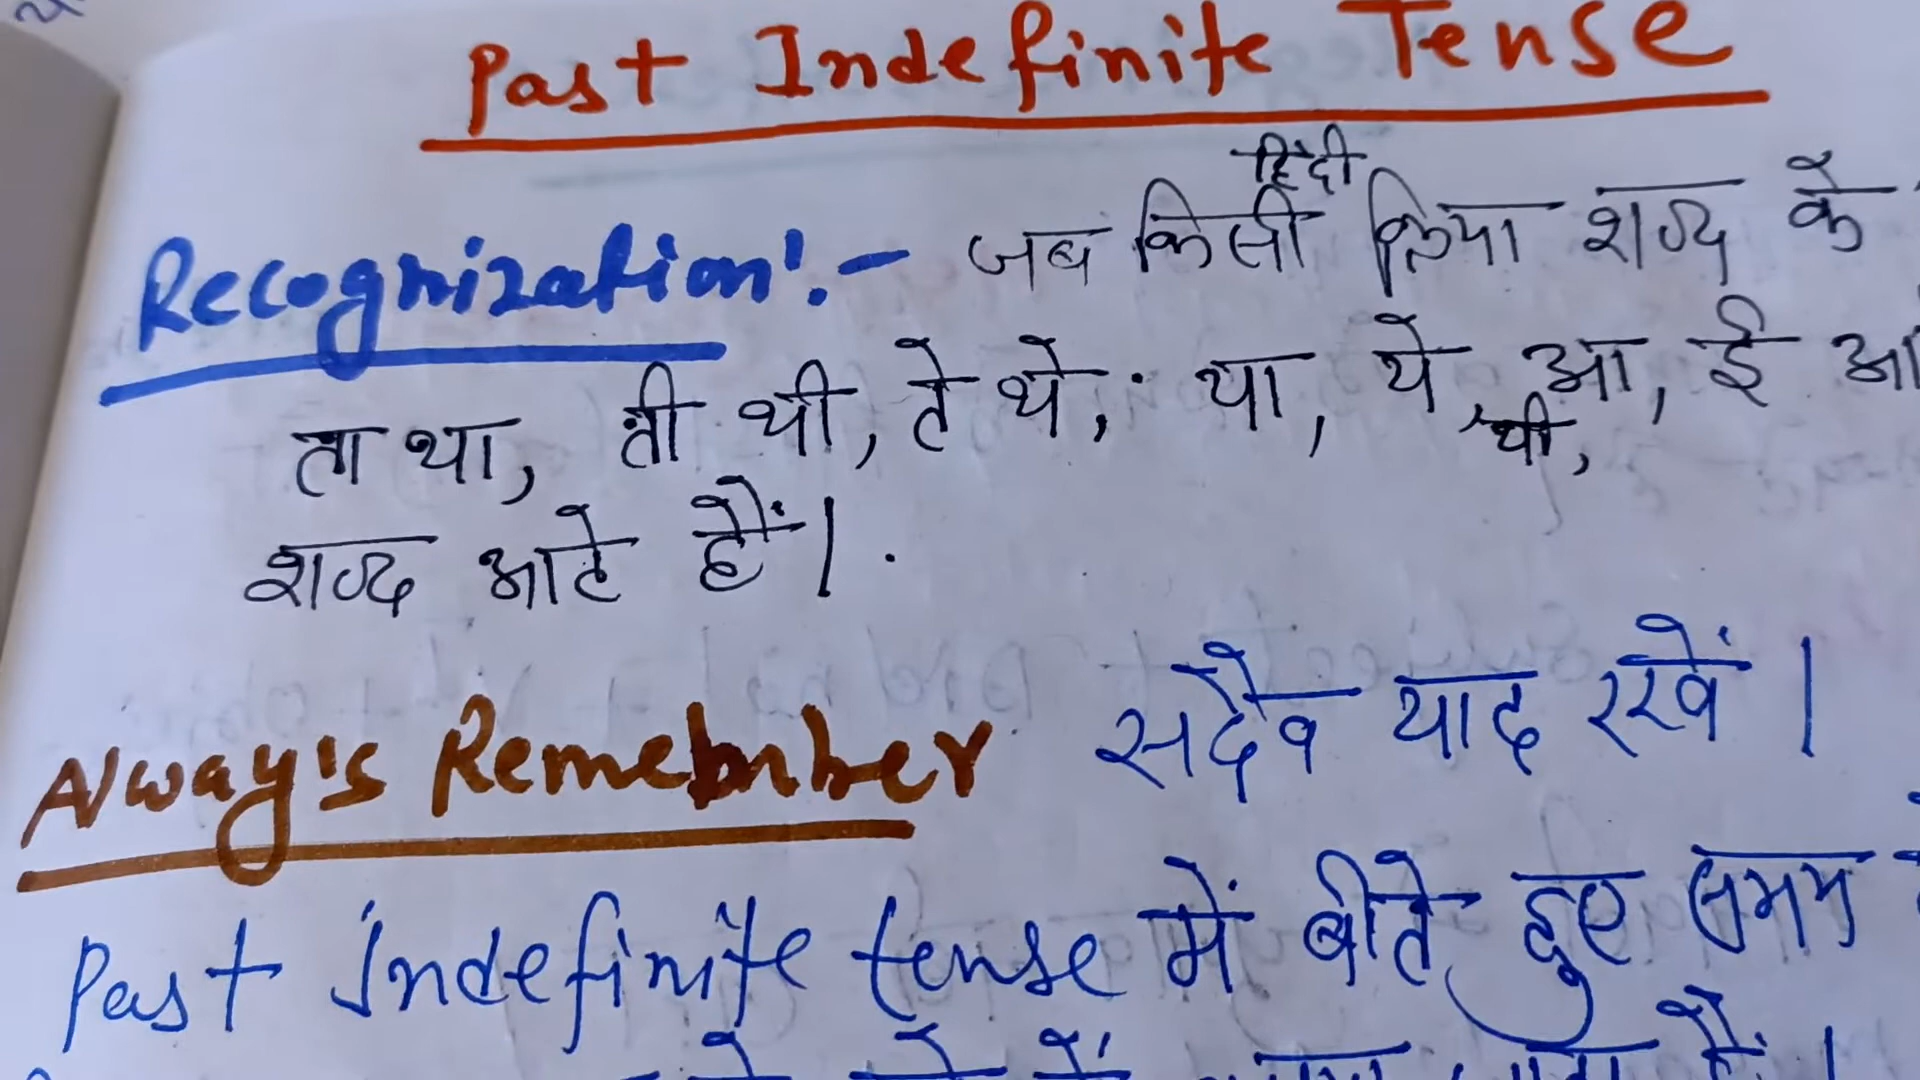 Past Indefinite Tense
Recognization:- जब किसी हिंदी क्रिया शब्द के
ता था, ती थी, ते थे, था, थे, थी, आ, ई
शब्द आते हैं।
Always Remember सदैव याद रखें।
Past Indefinite tense में बीते हुए समय